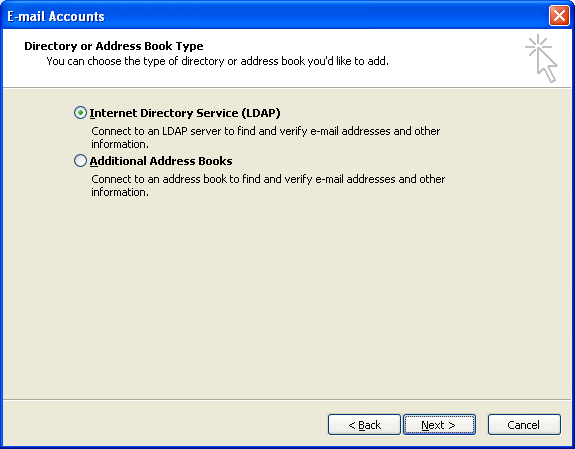 E-mail Accounts
Directory or Address Book Type
You can choose the type of directory or address book you'd like to add.
Internet Directory Service (LDAP)
Connect to an LDAP server to find and verify e-mail addresses and other
information.
Additional Address Books
Connect to an address book to find and verify e-mail addresses and other
information.
< Back Next > Cancel